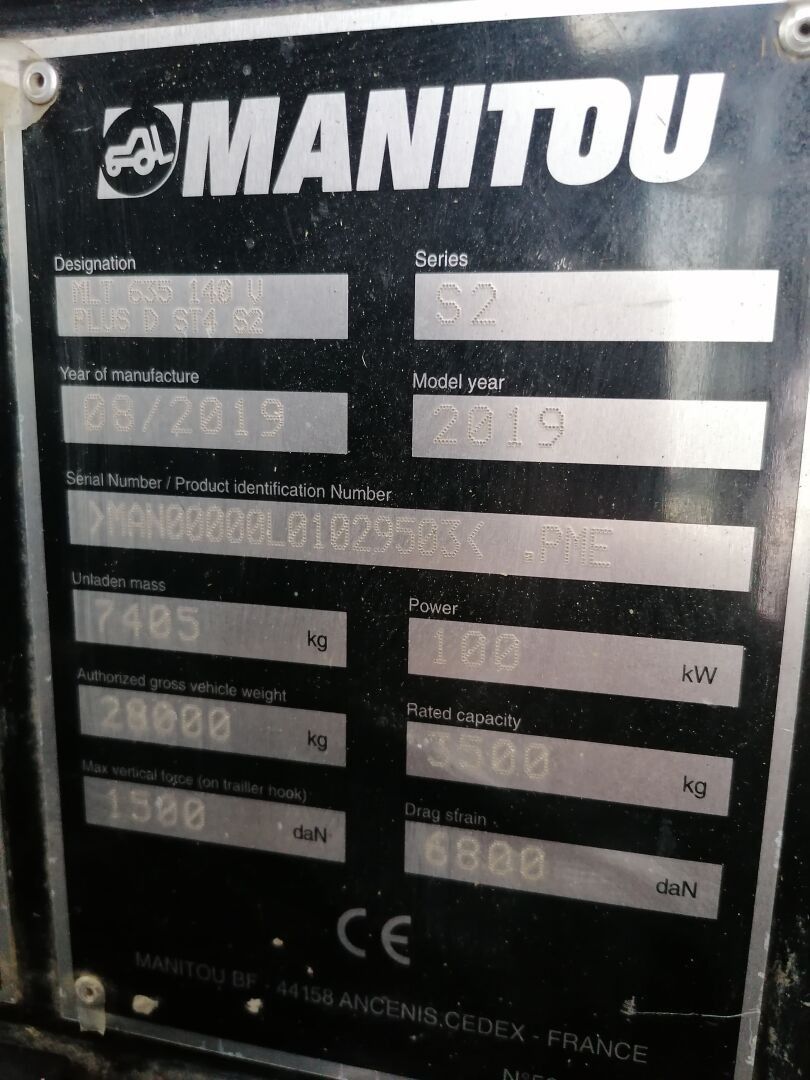 MANITOU
Designation
MLT 635 140 V
PLUS D ST4 S2
Series
S2
Year of manufacture
08/2019
Model year
2019
Serial Number / Product identification Number
>MAN00000L01029503< .PME
Unladen mass
7405 kg
Power
100 kW
Authorized gross vehicle weight
28000 kg
Rated capacity
3500 kg
Max vertical force (on trailler hook)
1500 daN
Drag strain
6800 daN
CE
MANITOU BF - 44158 ANCENIS CEDEX - FRANCE